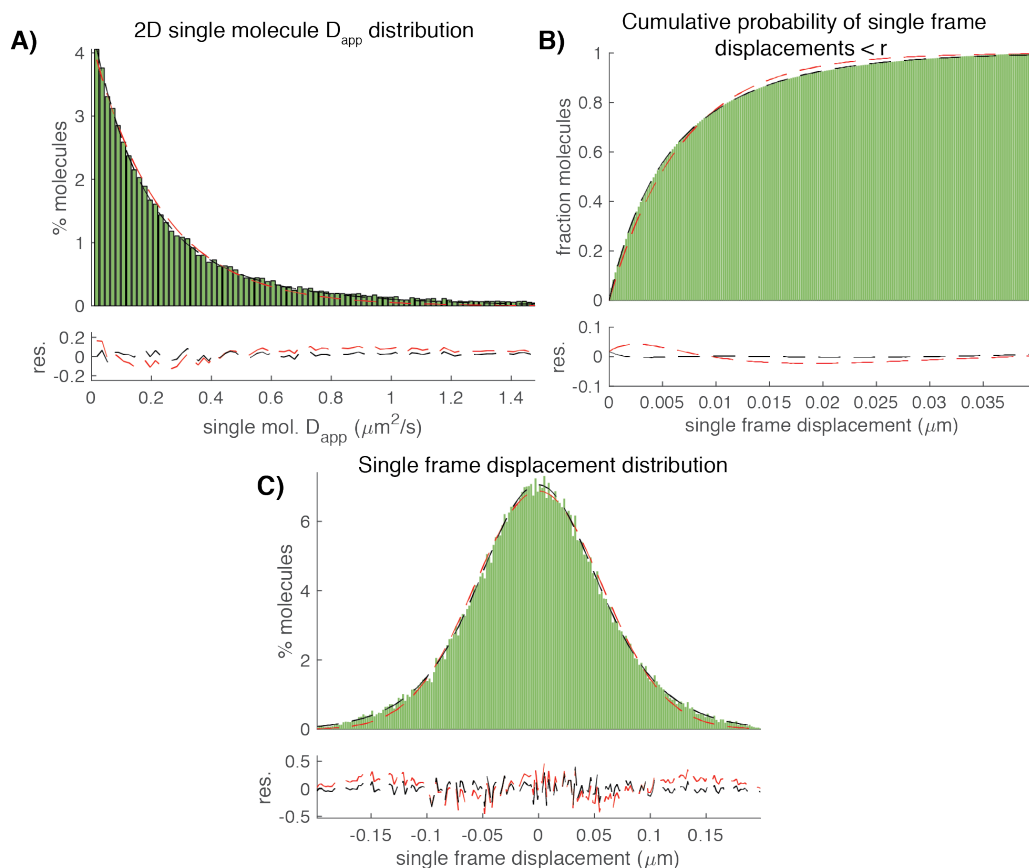 A)
2D single molecule Dapp distribution
4
3
2
1
0
% molecules
0.2
0
-0.2
res.
0 0.2 0.4 0.6 0.8 1 1.2 1.4
single mol. Dapp (μm²/s)
B)
Cumulative probability of single frame
displacements < r
1
0.8
0.6
0.4
0.2
0
fraction molecules
0.1
0
-0.1
res.
0 0.005 0.01 0.015 0.02 0.025 0.03 0.035
single frame displacement (μm)
C)
Single frame displacement distribution
6
4
2
0
% molecules
0.5
0
-0.5
res.
-0.15 -0.1 -0.05 0 0.05 0.1 0.15
single frame displacement (μm)